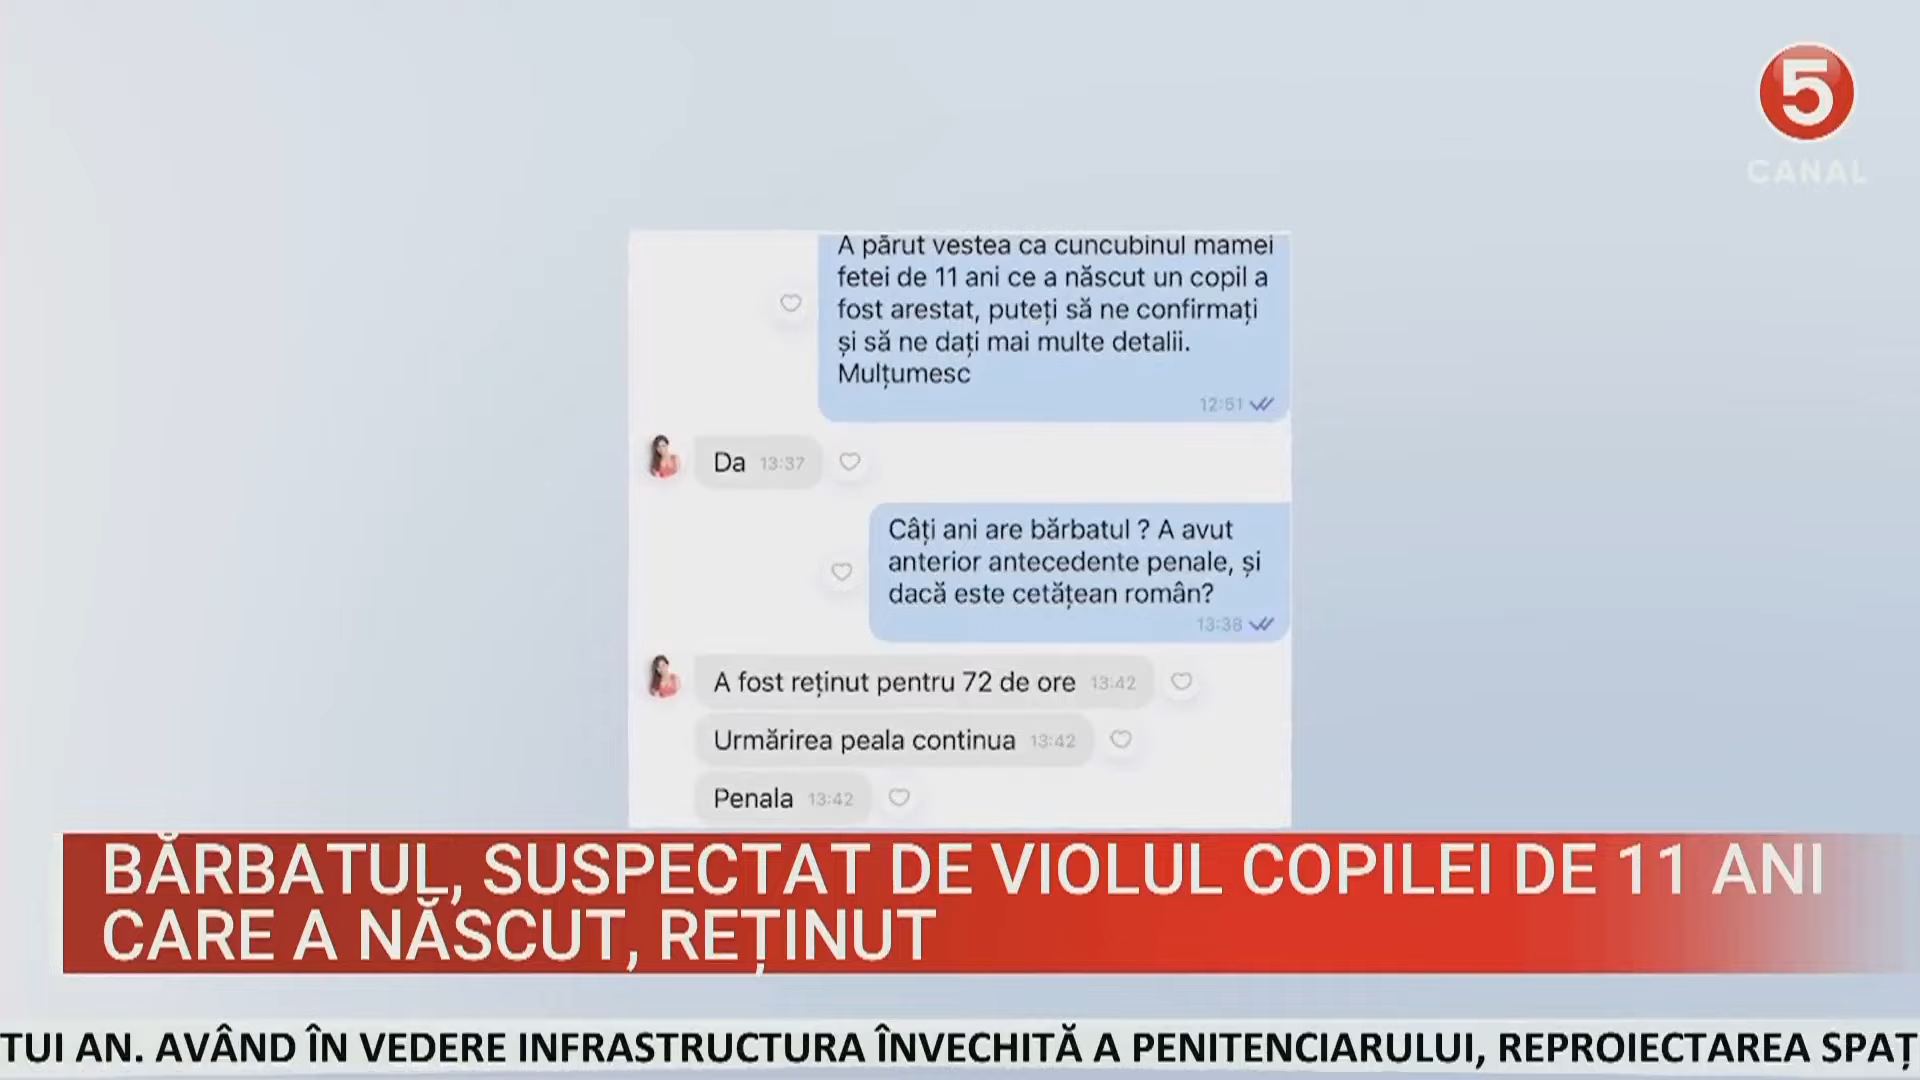 5
CANAL
A părut vestea ca cuncubinul mamei
fetei de 11 ani ce a născut un copil a
fost arestat, puteți să ne confirmați
și să ne dați mai multe detalii.
Mulțumesc
12:51
Da 13:37
Câți ani are bărbatul ? A avut
anterior antecedente penale, și
dacă este cetățean român?
13:38
A fost reținut pentru 72 de ore 13:42
Urmărirea peala continua 13:42
Penala 13:42
BĂRBATUL, SUSPECTAT DE VIOLUL COPILEI DE 11 ANI
CARE A NĂSCUT, REȚINUT
TUI AN. AVÂND ÎN VEDERE INFRASTRUCTURA ÎNVECHITĂ A PENITENCIARULUI, REPROIECTAREA SPAȚ